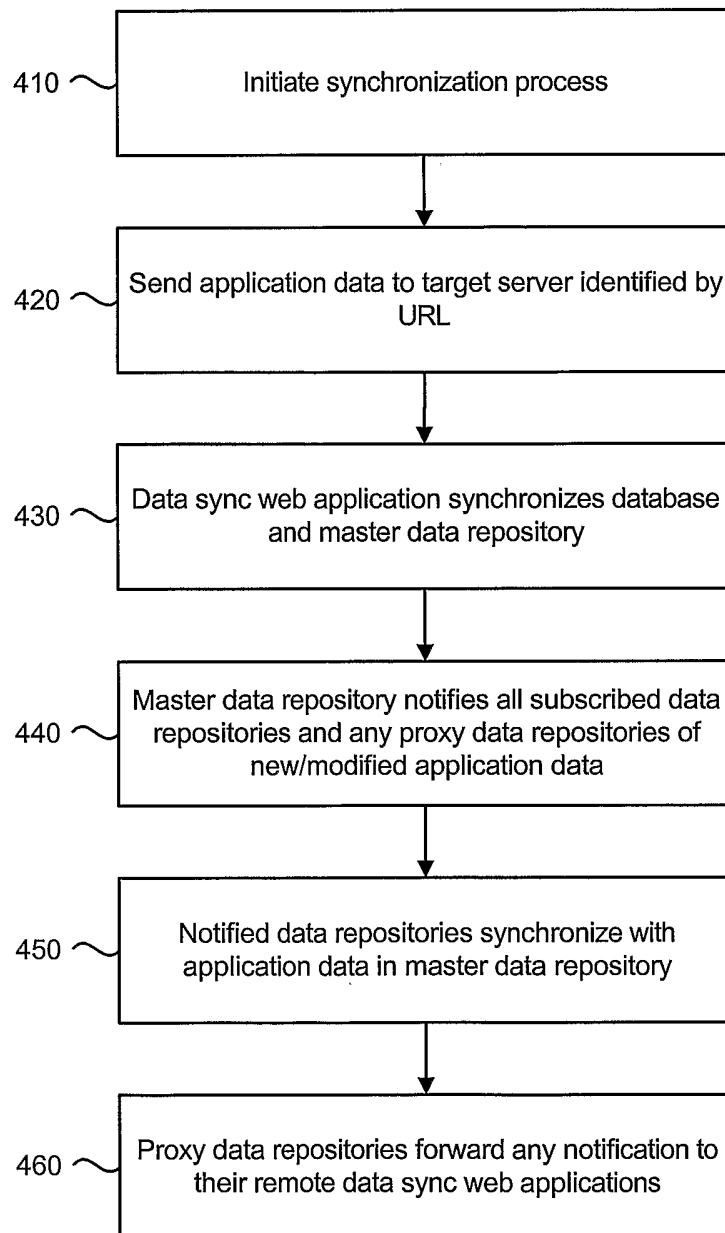 410
Initiate synchronization process
420
Send application data to target server identified by
URL
430
Data sync web application synchronizes database
and master data repository
440
Master data repository notifies all subscribed data
repositories and any proxy data repositories of
new/modified application data
450
Notified data repositories synchronize with
application data in master data repository
460
Proxy data repositories forward any notification to
their remote data sync web applications